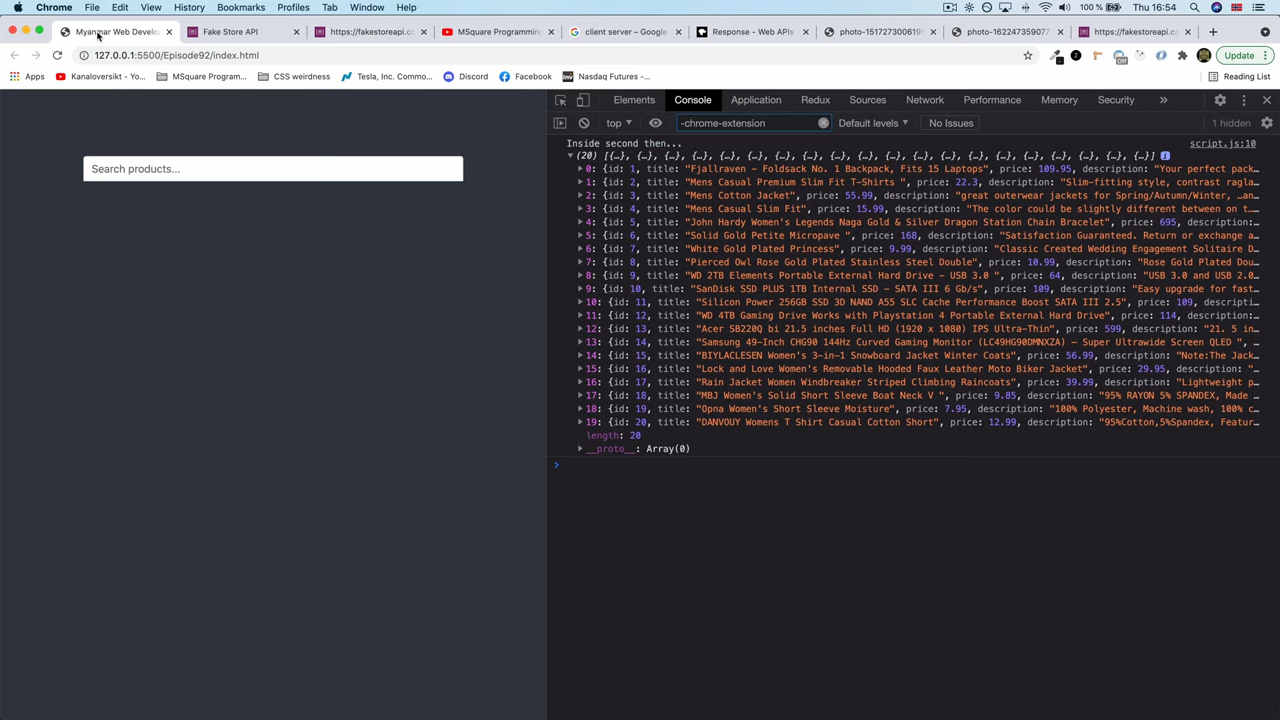 Chrome File Edit View History Bookmarks Profiles Tab Window Help 100 % Thu 16:54
Myanmar Web Develo Fake Store API https://fakestoreapi.c MSquare Programming client server – Google Response - Web APIs photo-1517273006195 photo-162247359077 https://fakestoreapi.c
127.0.0.1:5500/Episode92/index.html Update
Apps Kanaloversikt - Yo... MSquare Program... CSS weirdness Tesla, Inc. Commo... Discord Facebook Nasdaq Futures -... Reading List
Elements Console Application Redux Sources Network Performance Memory Security
top -chrome-extension Default levels No Issues 1 hidden
Inside second then... script.js:10
(20) [{…}, {…}, {…}, {…}, {…}, {…}, {…}, {…}, {…}, {…}, {…}, {…}, {…}, {…}, {…}, {…}, {…}, {…}, {…}, {…}]
Search products...
0: {id: 1, title: "Fjallraven – Foldsack No. 1 Backpack, Fits 15 Laptops", price: 109.95, description: "Your perfect pack…
1: {id: 2, title: "Mens Casual Premium Slim Fit T-Shirts ", price: 22.3, description: "Slim-fitting style, contrast ragla…
2: {id: 3, title: "Mens Cotton Jacket", price: 55.99, description: "great outerwear jackets for Spring/Autumn/Winter, …an…
3: {id: 4, title: "Mens Casual Slim Fit", price: 15.99, description: "The color could be slightly different between on t…
4: {id: 5, title: "John Hardy Women's Legends Naga Gold & Silver Dragon Station Chain Bracelet", price: 695, description:…
5: {id: 6, title: "Solid Gold Petite Micropave ", price: 168, description: "Satisfaction Guaranteed. Return or exchange a…
6: {id: 7, title: "White Gold Plated Princess", price: 9.99, description: "Classic Created Wedding Engagement Solitaire D…
7: {id: 8, title: "Pierced Owl Rose Gold Plated Stainless Steel Double", price: 10.99, description: "Rose Gold Plated Dou…
8: {id: 9, title: "WD 2TB Elements Portable External Hard Drive – USB 3.0 ", price: 64, description: "USB 3.0 and USB 2.0…
9: {id: 10, title: "SanDisk SSD PLUS 1TB Internal SSD – SATA III 6 Gb/s", price: 109, description: "Easy upgrade for fast…
10: {id: 11, title: "Silicon Power 256GB SSD 3D NAND A55 SLC Cache Performance Boost SATA III 2.5", price: 109, descripti…
11: {id: 12, title: "WD 4TB Gaming Drive Works with Playstation 4 Portable External Hard Drive", price: 114, description:…
12: {id: 13, title: "Acer SB220Q bi 21.5 inches Full HD (1920 x 1080) IPS Ultra-Thin", price: 599, description: "21. 5 in…
13: {id: 14, title: "Samsung 49-Inch CHG90 144Hz Curved Gaming Monitor (LC49HG90DMNXZA) – Super Ultrawide Screen QLED ", …
14: {id: 15, title: "BIYLACLESEN Women's 3-in-1 Snowboard Jacket Winter Coats", price: 56.99, description: "Note:The Jack…
15: {id: 16, title: "Lock and Love Women's Removable Hooded Faux Leather Moto Biker Jacket", price: 29.95, description: "…
16: {id: 17, title: "Rain Jacket Women Windbreaker Striped Climbing Raincoats", price: 39.99, description: "Lightweight p…
17: {id: 18, title: "MBJ Women's Solid Short Sleeve Boat Neck V ", price: 9.85, description: "95% RAYON 5% SPANDEX, Made …
18: {id: 19, title: "Opna Women's Short Sleeve Moisture", price: 7.95, description: "100% Polyester, Machine wash, 100% c…
19: {id: 20, title: "DANVOUY Womens T Shirt Casual Cotton Short", price: 12.99, description: "95%Cotton,5%Spandex, Featur…
length: 20
__proto__: Array(0)